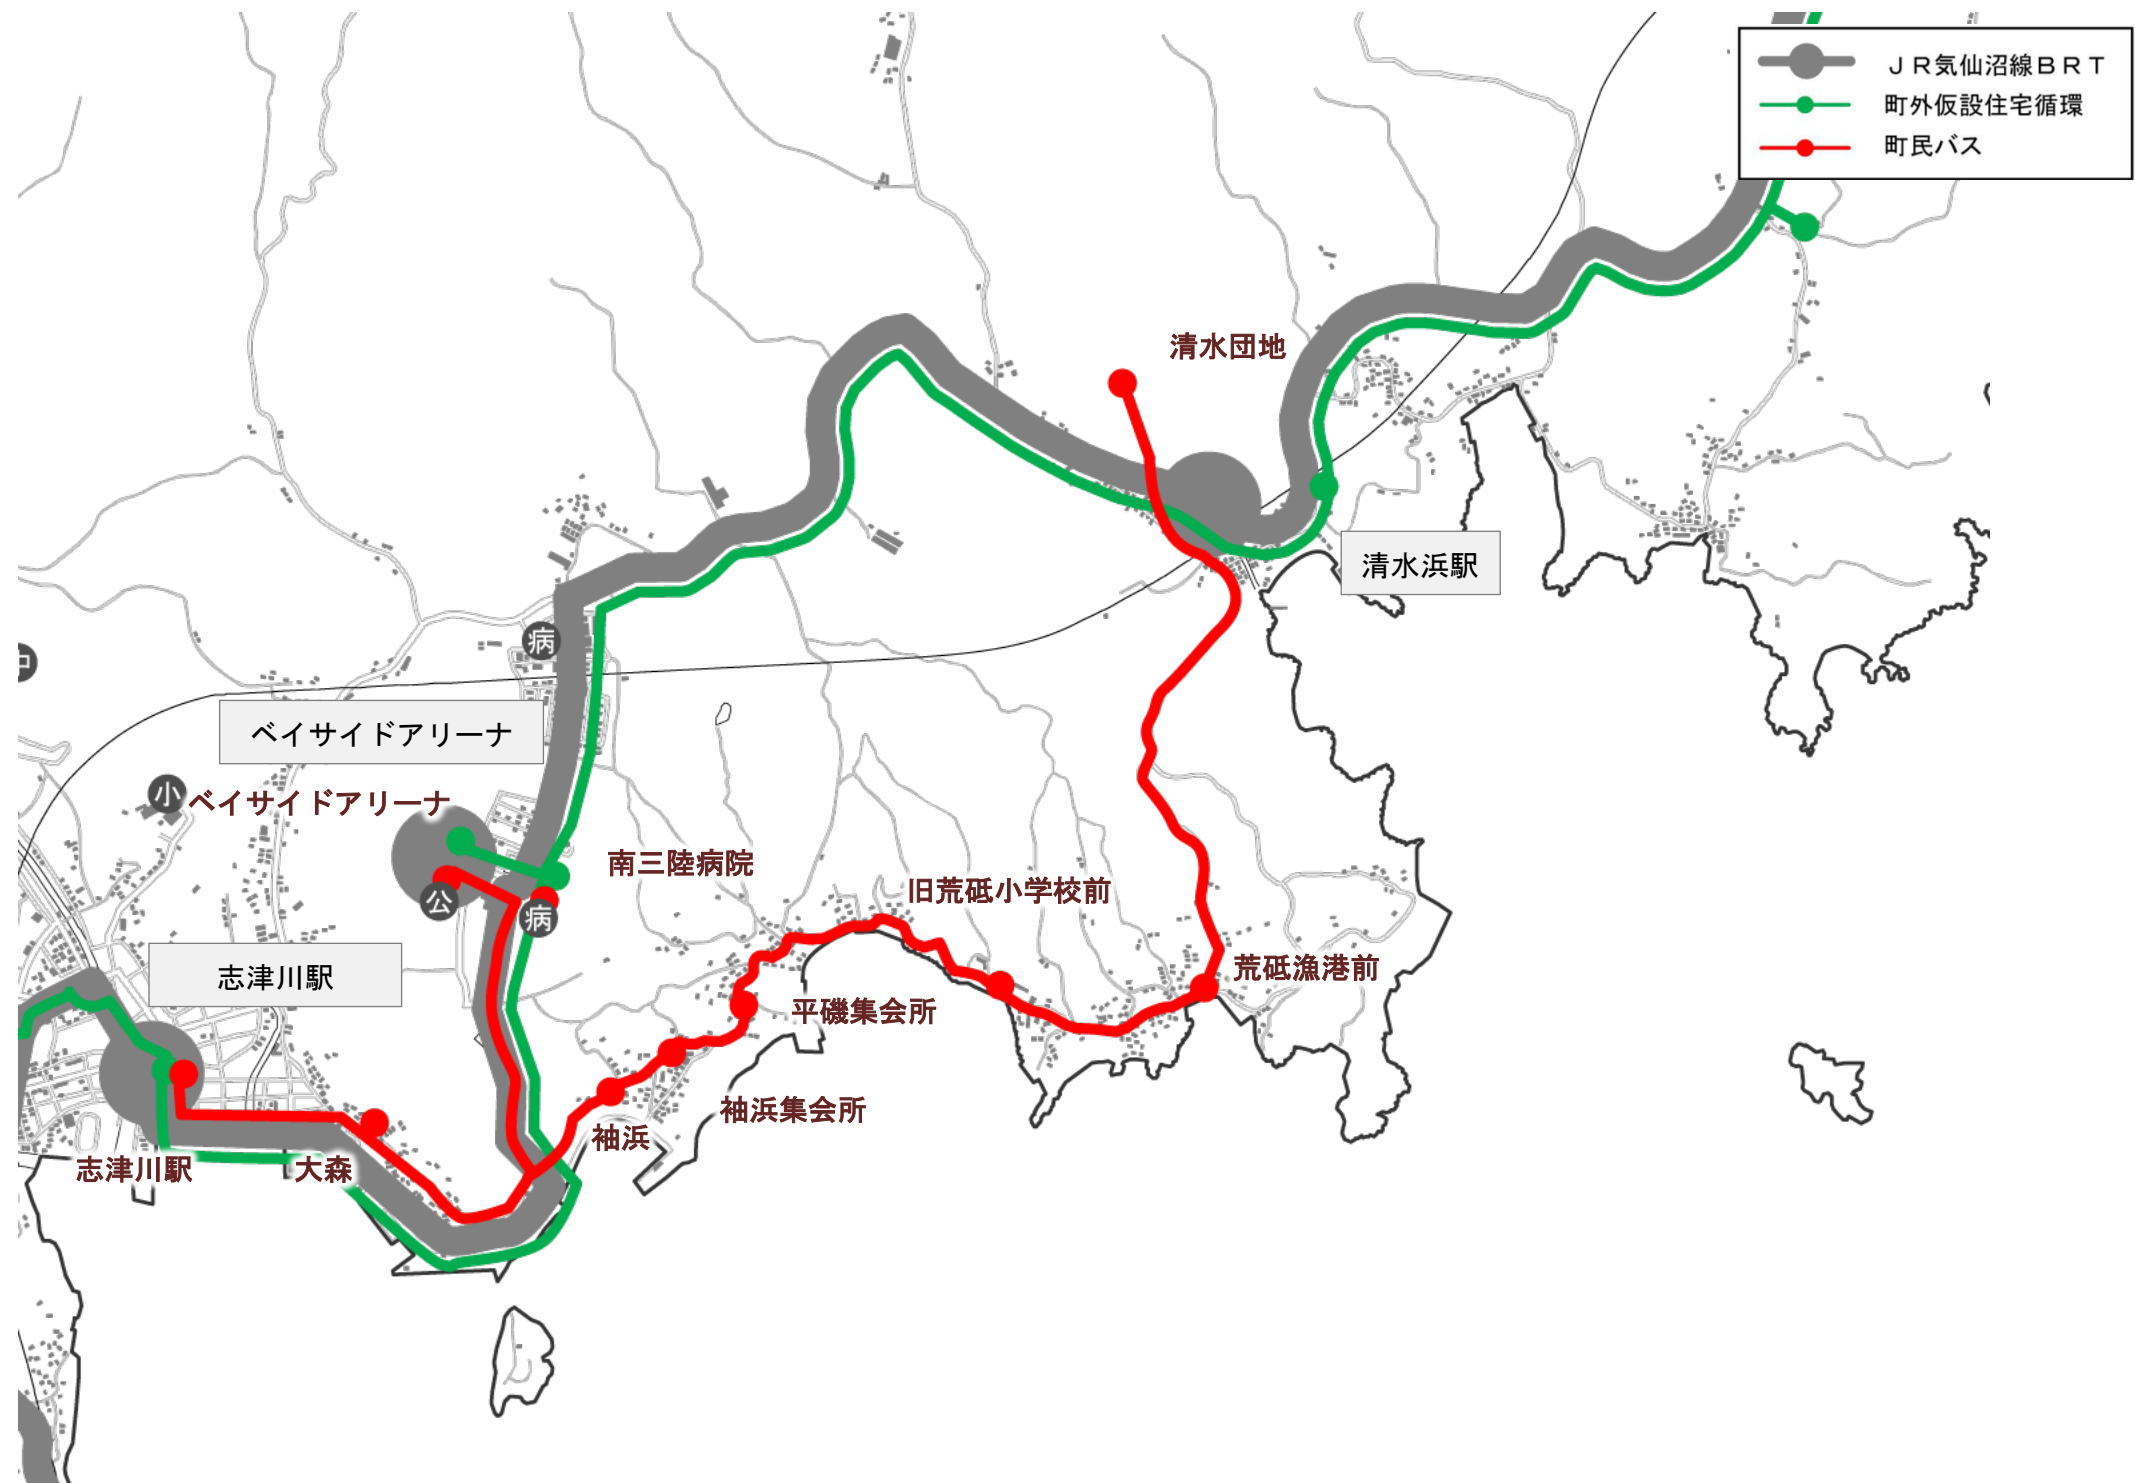 ＪＲ気仙沼線ＢＲＴ
町外仮設住宅循環
町民バス
清水団地
清水浜駅
病
ベイサイドアリーナ
小
ベイサイドアリーナ
南三陸病院
旧荒砥小学校前
公
病
志津川駅
荒砥漁港前
平磯集会所
袖浜集会所
袖浜
志津川駅
大森